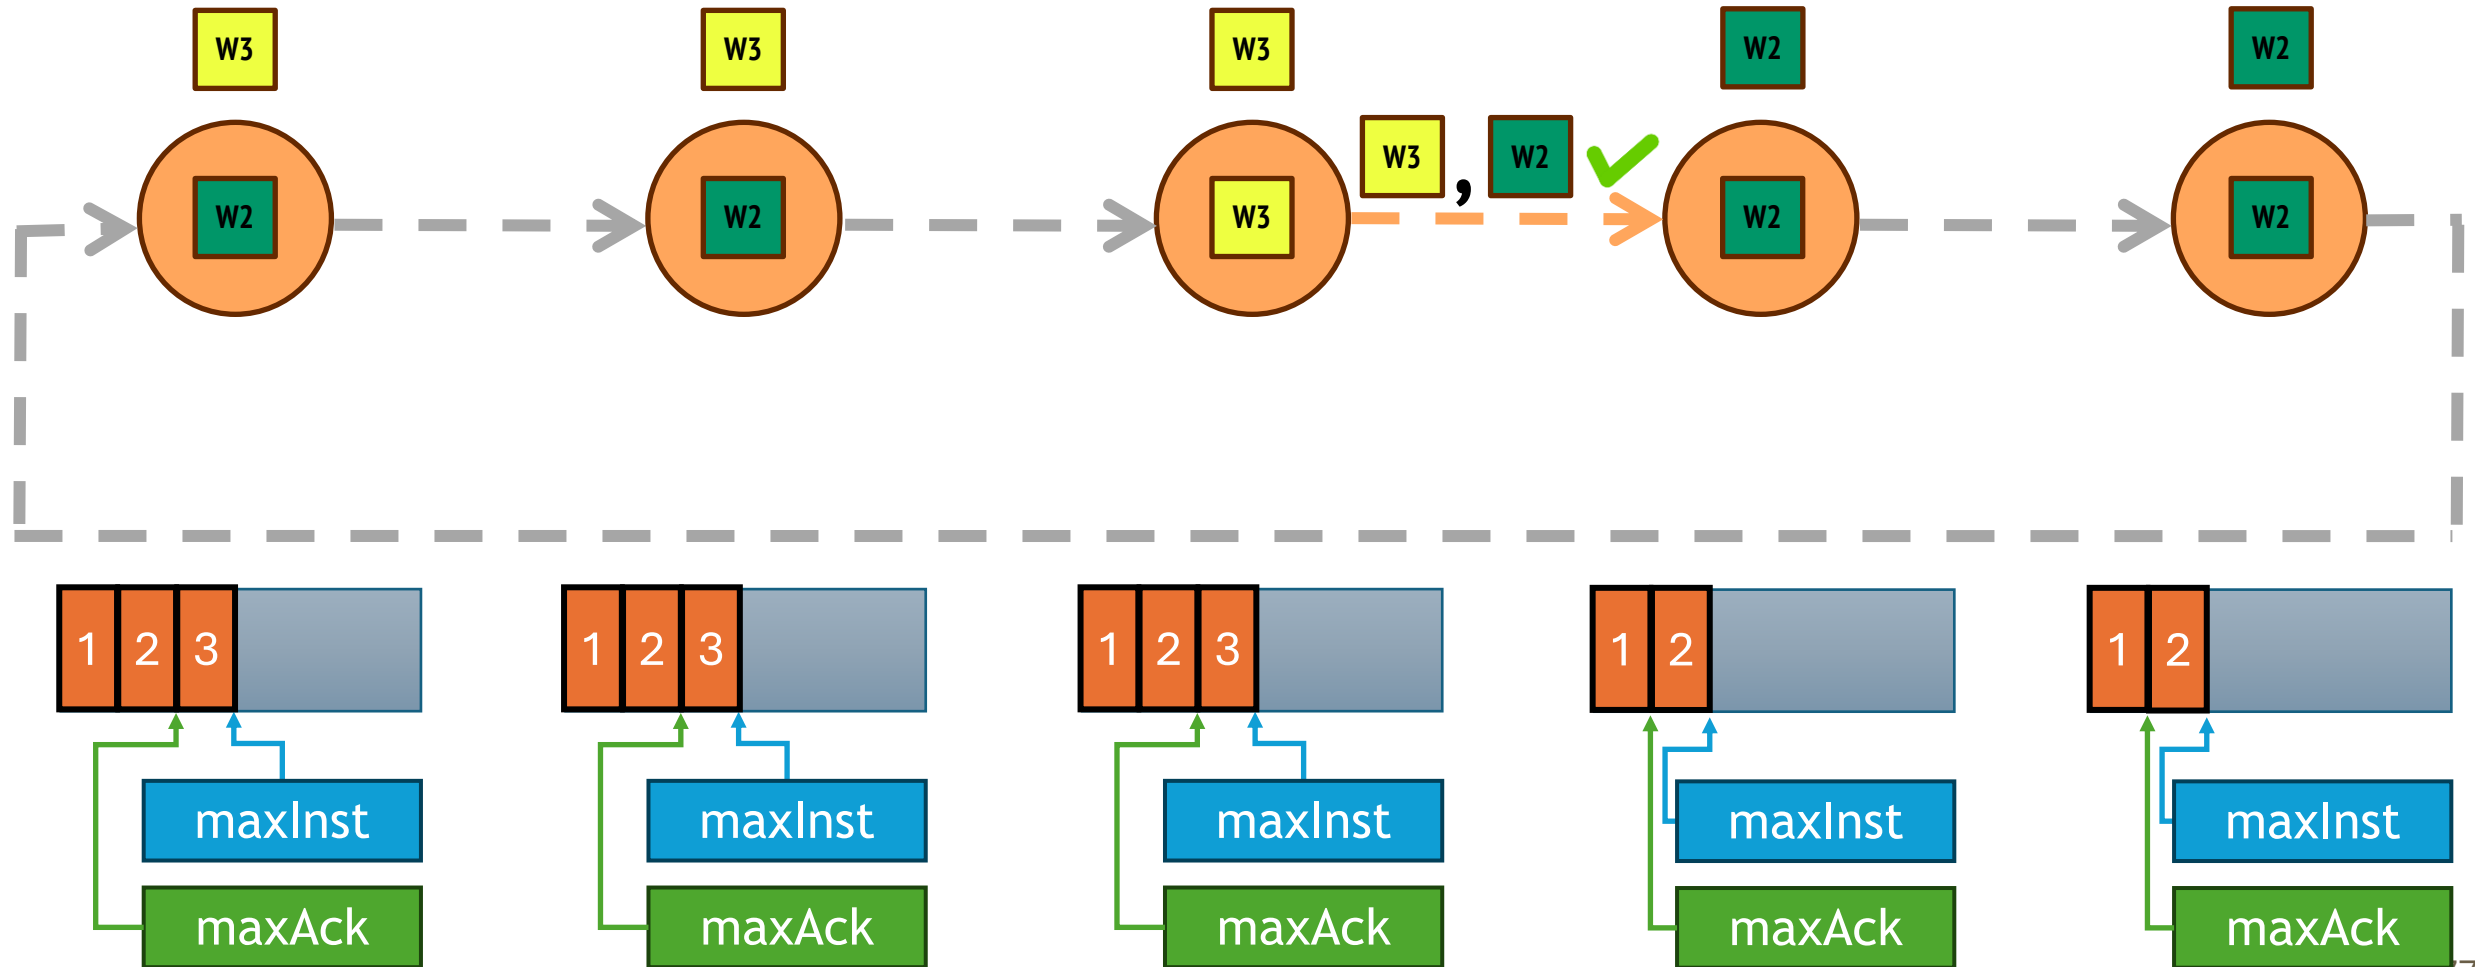 W3 W3 W3 W2 W2
W3 , W2
W2 W2 W3 W2 W2
1 2 3 1 2 3 1 2 3 1 2 1 2
maxInst maxInst maxInst maxInst maxInst
maxAck maxAck maxAck maxAck maxAck